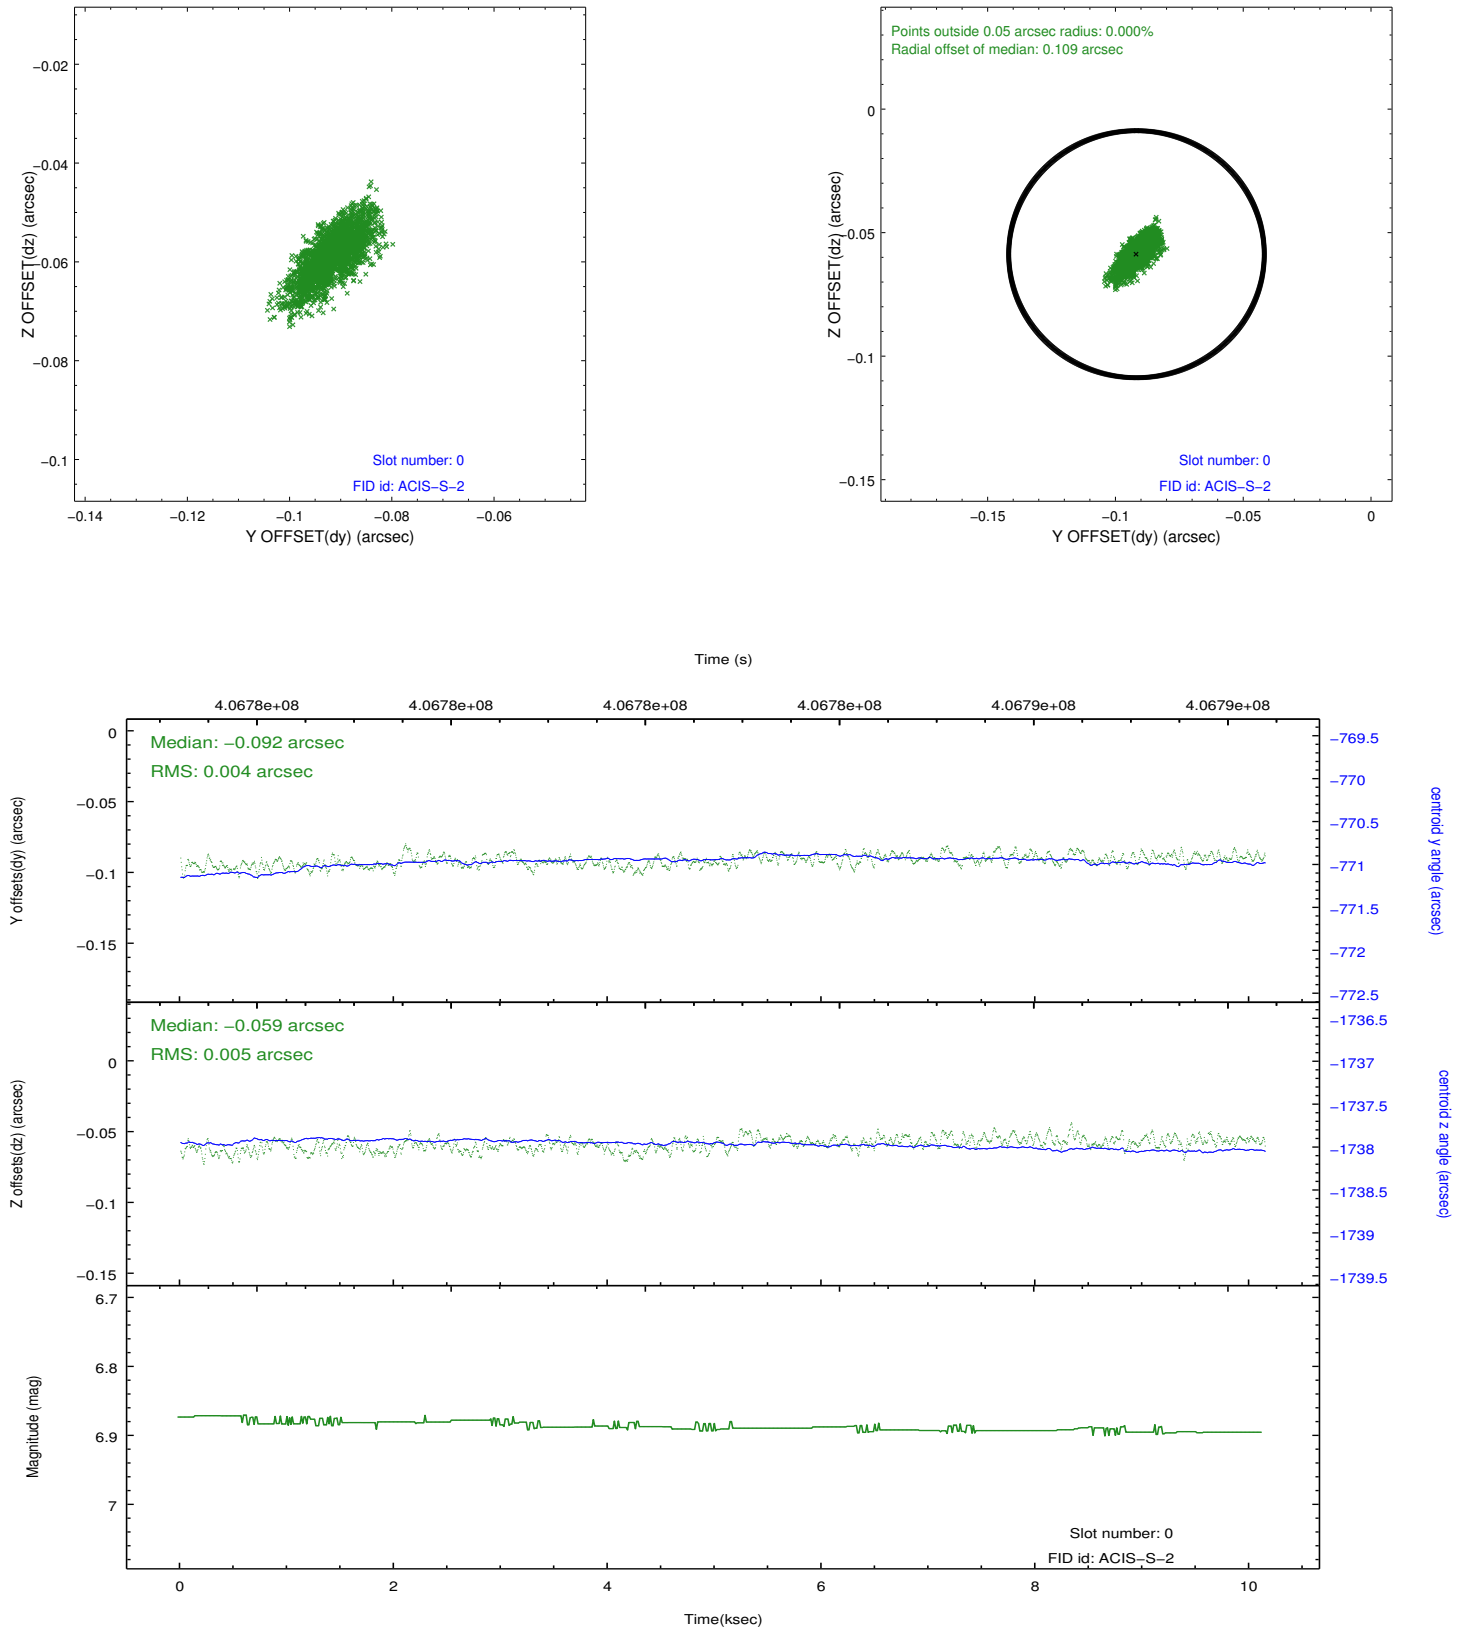 −0.02
−0.04
−0.06
−0.08
−0.1
Z OFFSET(dz) (arcsec)
Slot number: 0
FID id: ACIS−S−2
−0.14 −0.12 −0.1 −0.08 −0.06
Y OFFSET(dy) (arcsec)
Points outside 0.05 arcsec radius: 0.000%
Radial offset of median: 0.109 arcsec
0
−0.05
−0.1
−0.15
Z OFFSET(dz) (arcsec)
Slot number: 0
FID id: ACIS−S−2
−0.15 −0.1 −0.05 0
Y OFFSET(dy) (arcsec)
Time (s)
4.0678e+08 4.0678e+08 4.0678e+08 4.0678e+08 4.0679e+08 4.0679e+08
Median: −0.092 arcsec
RMS: 0.004 arcsec
0
−0.05
−0.1
−0.15
Y offsets(dy) (arcsec)
−769.5
−770
−770.5
−771
−771.5
−772
−772.5
centroid y angle (arcsec)
Median: −0.059 arcsec
RMS: 0.005 arcsec
0
−0.05
−0.1
−0.15
Z offsets(dz) (arcsec)
−1736.5
−1737
−1737.5
−1738
−1738.5
−1739
−1739.5
centroid z angle (arcsec)
6.7
6.8
6.9
7
Magnitude (mag)
Slot number: 0
FID id: ACIS−S−2
0 2 4 6 8 10
Time(ksec)